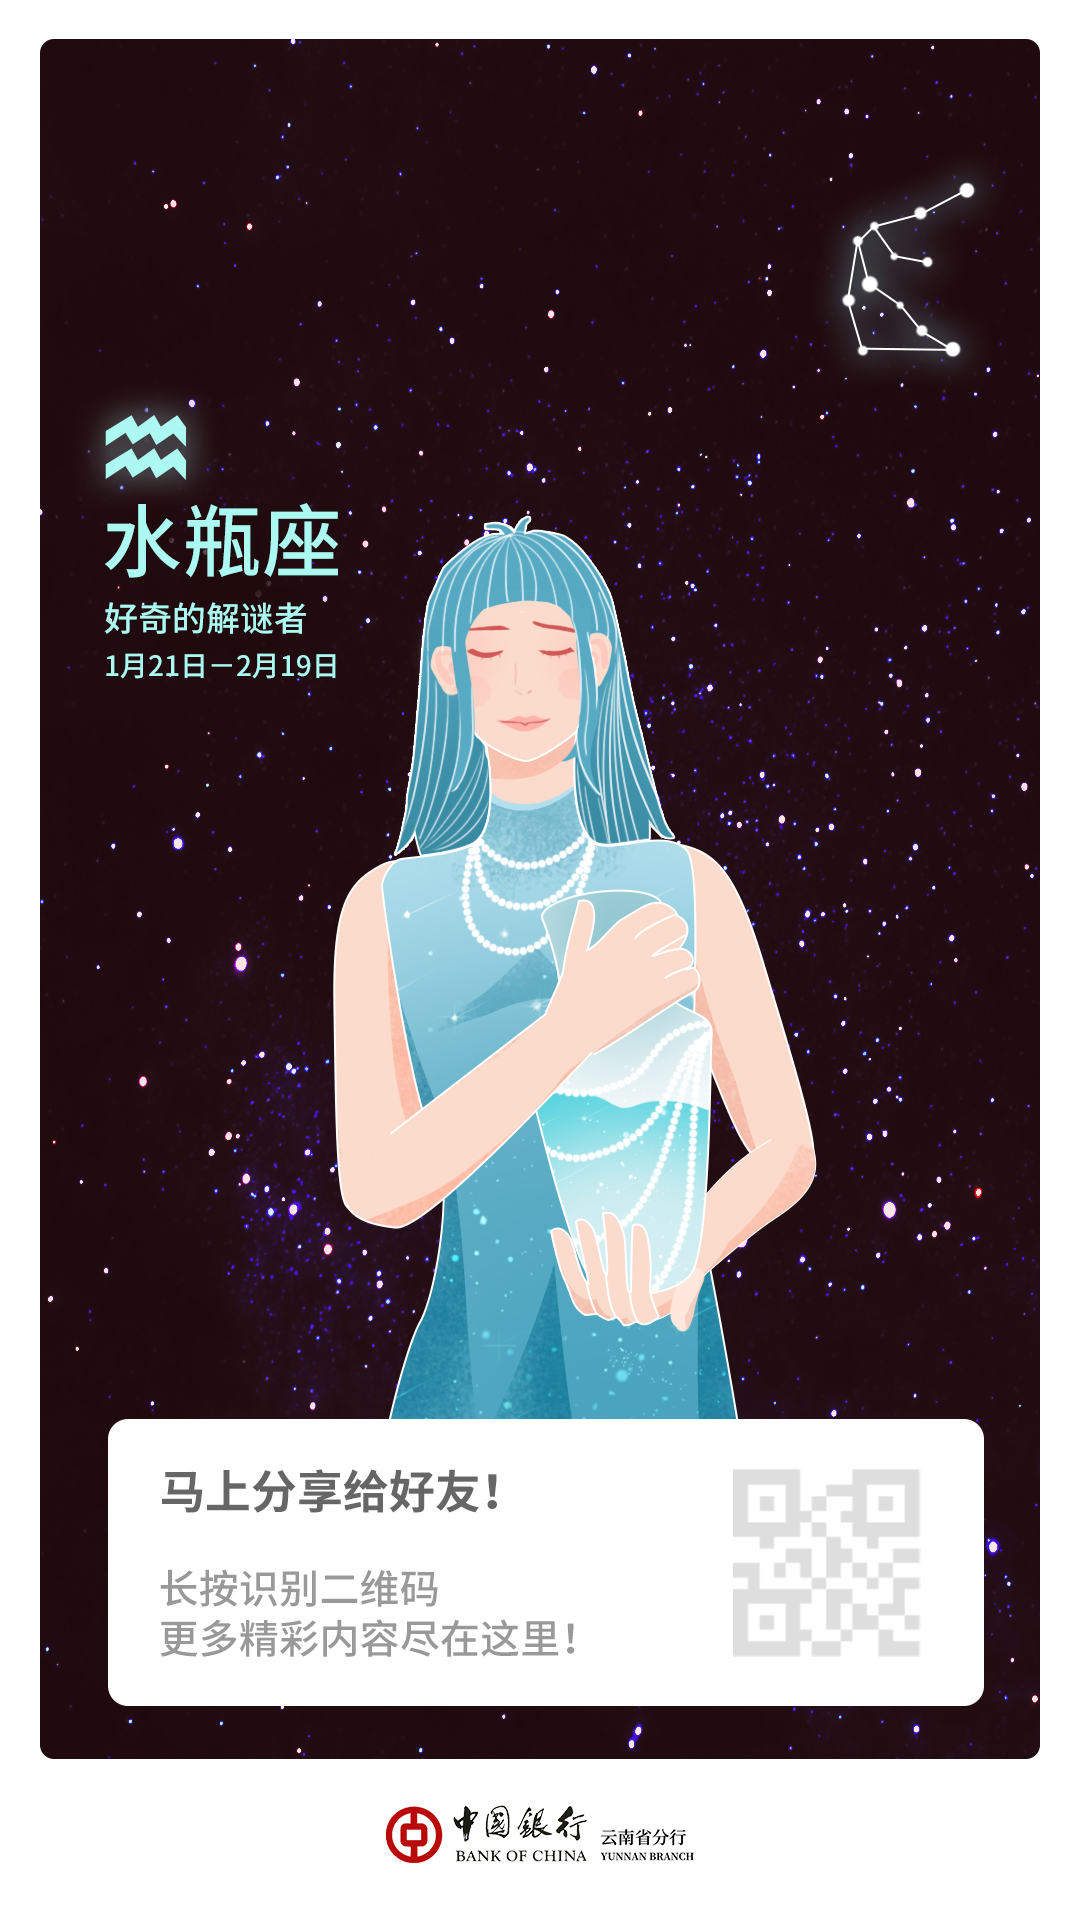 水瓶座
好奇的解谜者
1月21日－2月19日
马上分享给好友！
长按识别二维码
更多精彩内容尽在这里！
中國銀行
BANK OF CHINA
云南省分行
YUNNAN BRANCH